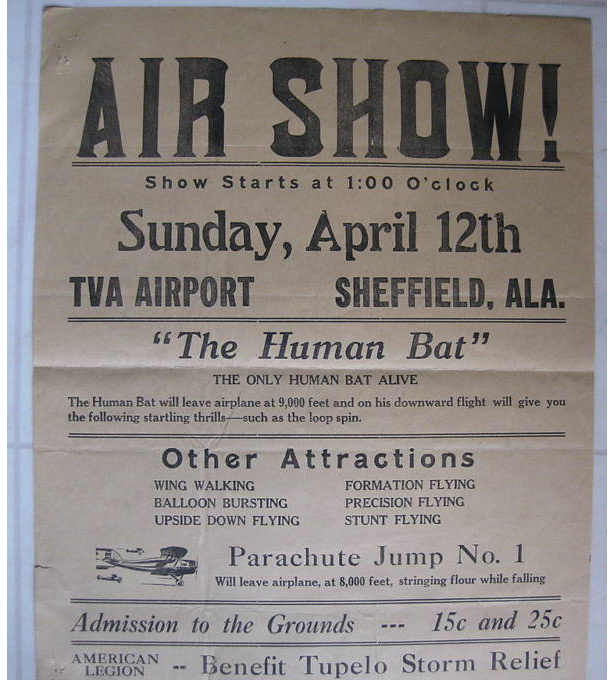 AIR SHOW!
Show Starts at 1:00 O'clock
Sunday, April 12th
TVA AIRPORT SHEFFIELD, ALA.
"The Human Bat"
THE ONLY HUMAN BAT ALIVE
The Human Bat will leave airplane at 9,000 feet and on his downward flight will give you
the following startling thrills—such as the loop spin.
Other Attractions
WING WALKING FORMATION FLYING
BALLOON BURSTING PRECISION FLYING
UPSIDE DOWN FLYING STUNT FLYING
Parachute Jump No. 1
Will leave airplane, at 8,000 feet, stringing flour while falling
Admission to the Grounds --- 15c and 25c
AMERICAN LEGION -- Benefit Tupelo Storm Relief